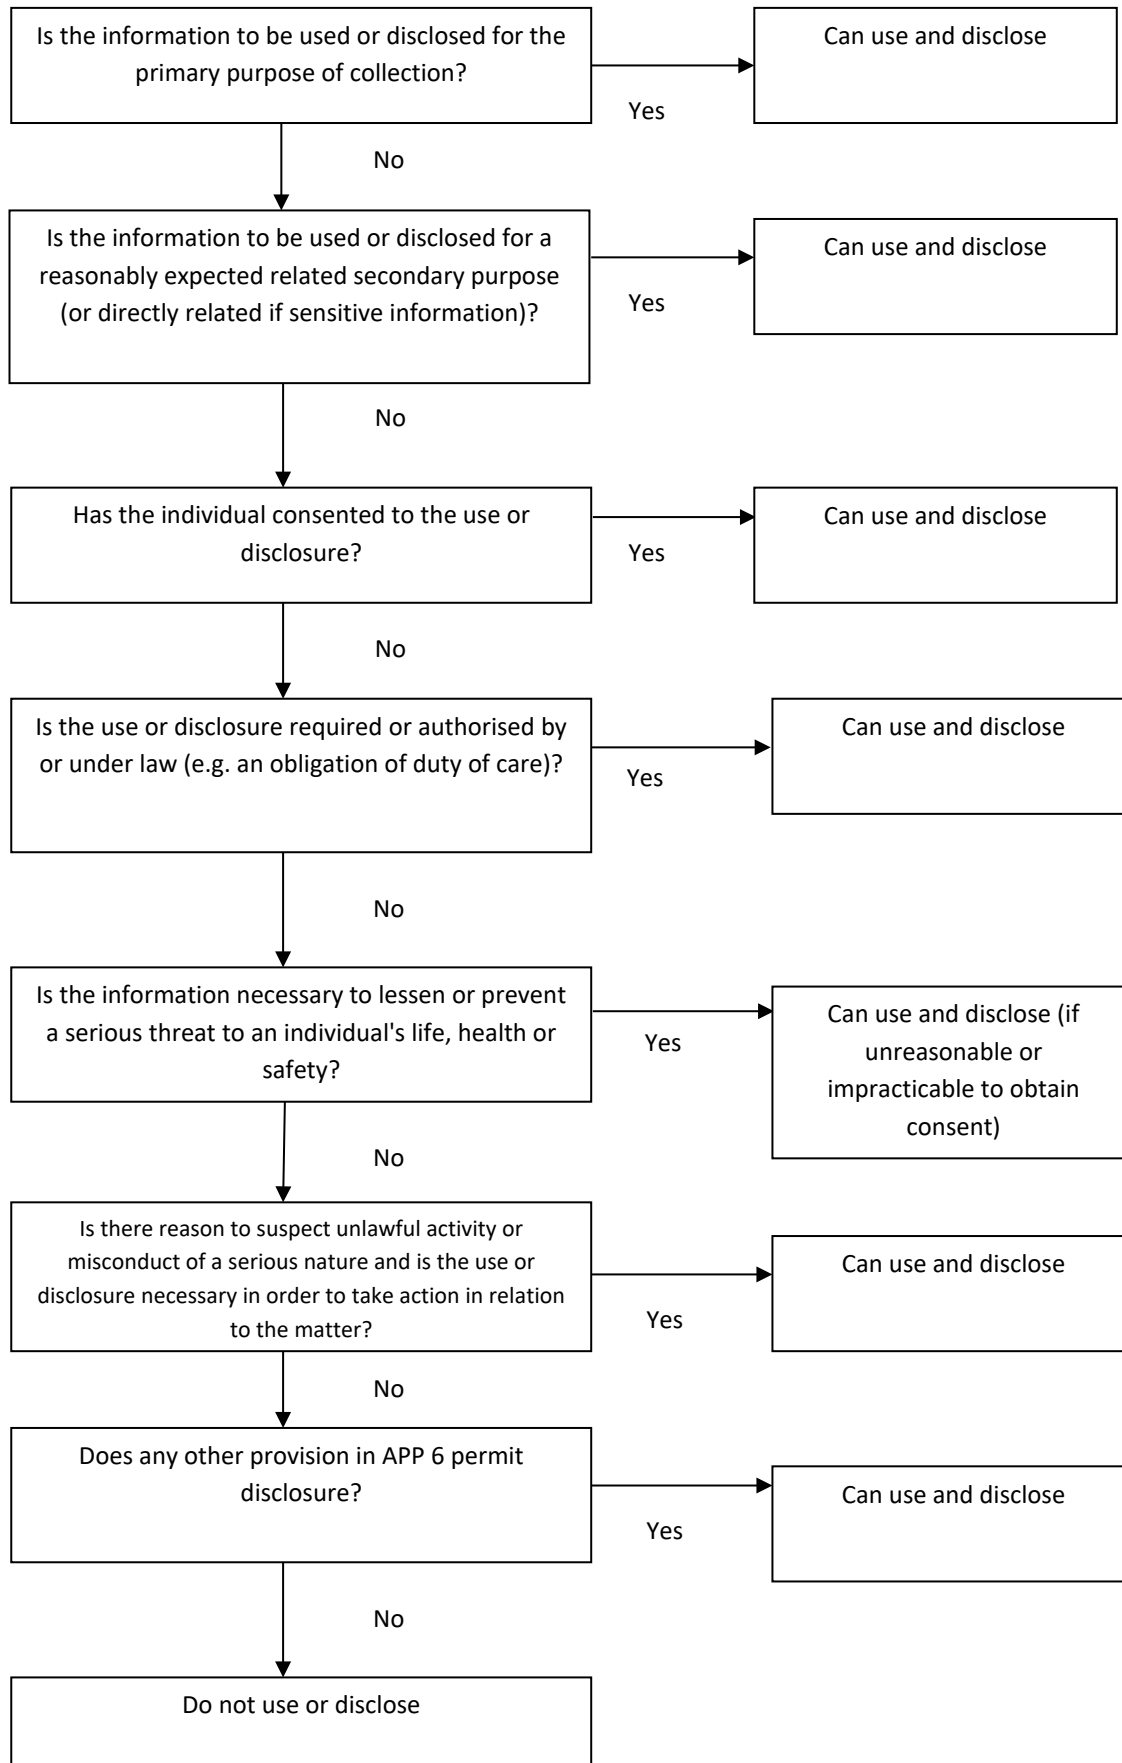 Is the information to be used or disclosed for the
primary purpose of collection?
Can use and disclose
Yes
No
Is the information to be used or disclosed for a
reasonably expected related secondary purpose
(or directly related if sensitive information)?
Can use and disclose
Yes
No
Has the individual consented to the use or
disclosure?
Can use and disclose
Yes
No
Is the use or disclosure required or authorised by
or under law (e.g. an obligation of duty of care)?
Can use and disclose
Yes
No
Is the information necessary to lessen or prevent
a serious threat to an individual's life, health or
safety?
Can use and disclose (if
unreasonable or
impracticable to obtain
consent)
Yes
No
Is there reason to suspect unlawful activity or
misconduct of a serious nature and is the use or
disclosure necessary in order to take action in relation
to the matter?
Can use and disclose
Yes
No
Does any other provision in APP 6 permit
disclosure?
Can use and disclose
Yes
No
Do not use or disclose